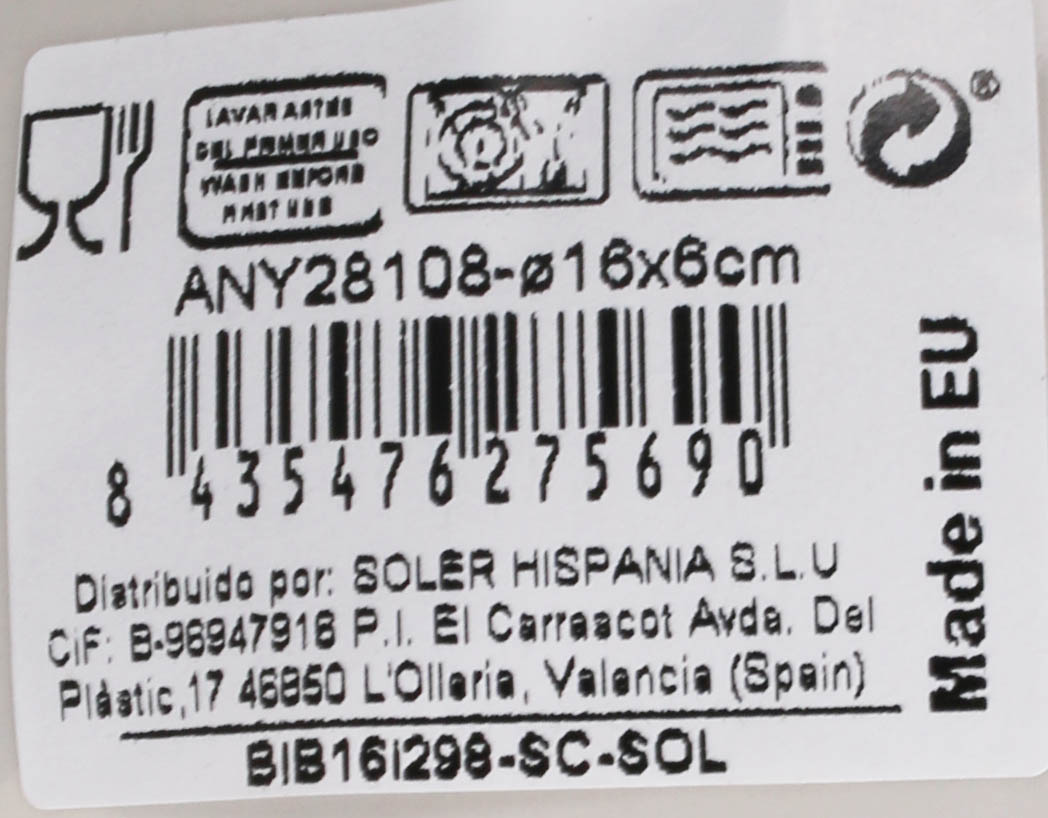 LAVAR ANTES
DEL PRIMER USO
WASH BEFORE
FIRST USE
®
ANY28108-ø16x6cm
8 435476 275690
Made in EU
Distribuido por: SOLER HISPANIA S.L.U
CiF: B-96947916 P.I. El Carrascot Avda. Del
Plàstic,17 46850 L'Olleria, Valencia (Spain)
BIB16I298-SC-SOL